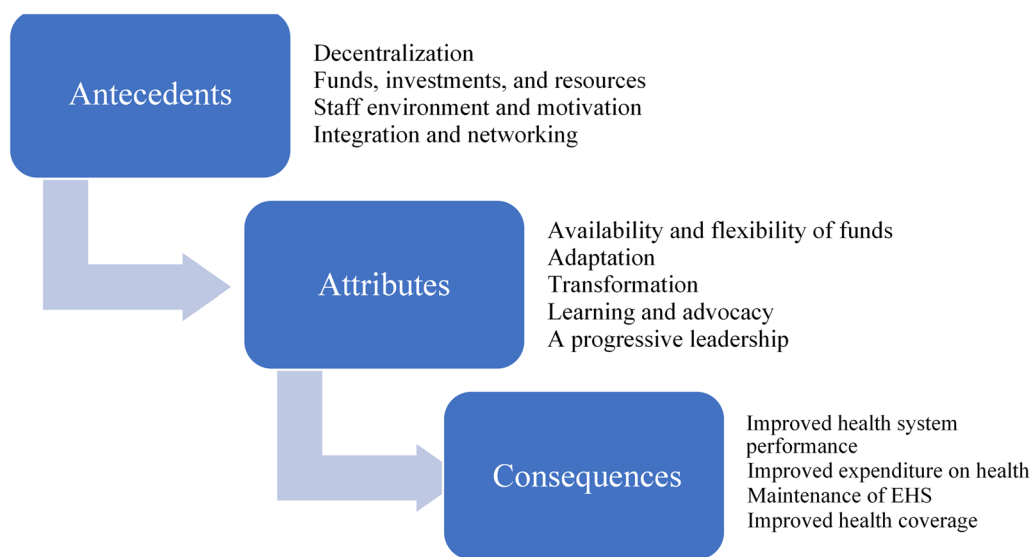 Antecedents
Decentralization
Funds, investments, and resources
Staff environment and motivation
Integration and networking
Attributes
Availability and flexibility of funds
Adaptation
Transformation
Learning and advocacy
A progressive leadership
Consequences
Improved health system
performance
Improved expenditure on health
Maintenance of EHS
Improved health coverage